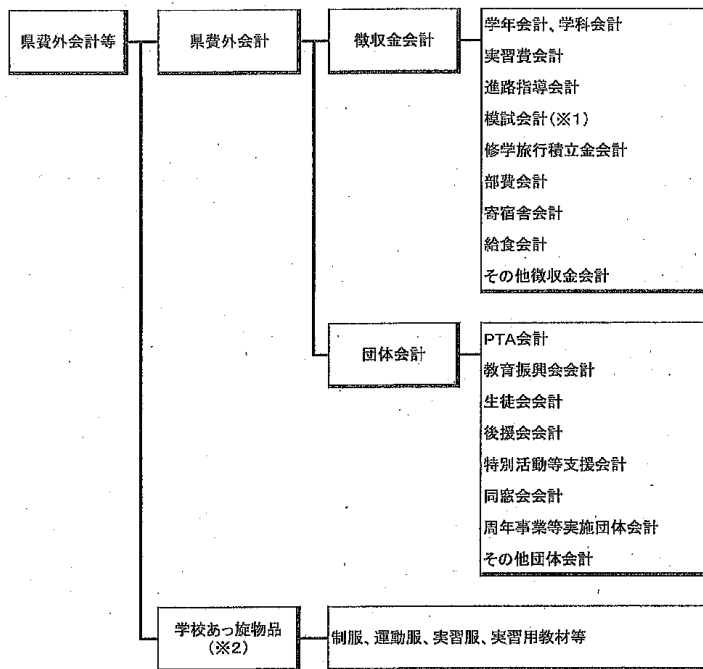 県費外会計等
県費外会計
徴収金会計
学年会計、学科会計
実習費会計
進路指導会計
模試会計(※1)
修学旅行積立金会計
部費会計
寄宿舎会計
給食会計
その他徴収金会計
団体会計
PTA会計
教育振興会会計
生徒会会計
後援会会計
特別活動等支援会計
同窓会会計
周年事業等実施団体会計
その他団体会計
学校あっ旋物品
(※2)
制服、運動服、実習服、実習用教材等